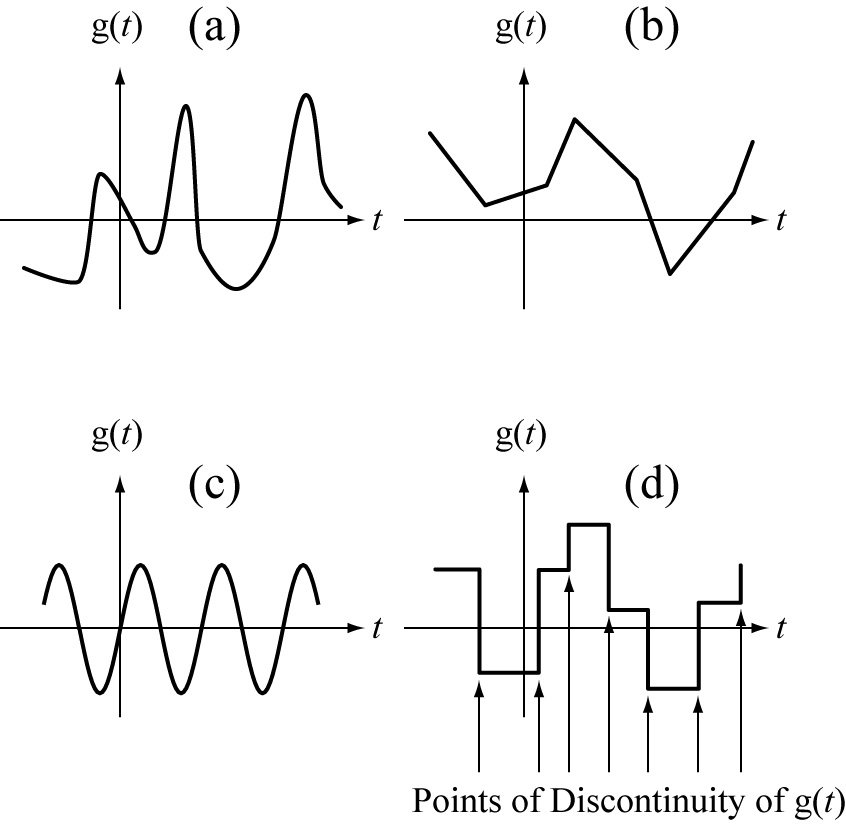 g(t) (a)
t
g(t) (b)
t
g(t)
(c)
t
g(t)
(d)
t
Points of Discontinuity of g(t)